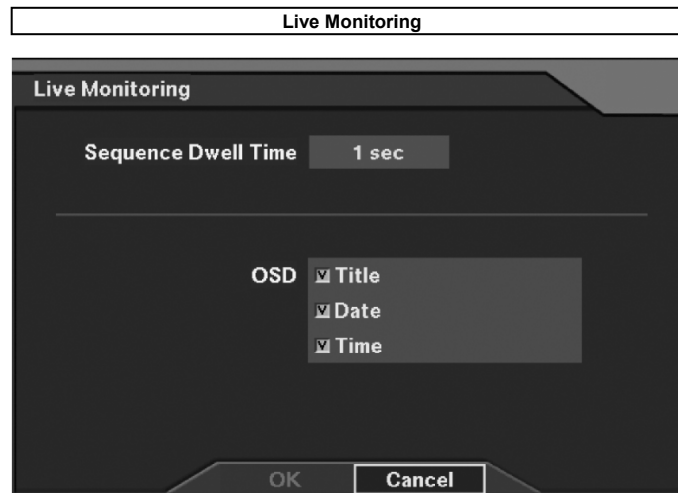 Live Monitoring
Live Monitoring
Sequence Dwell Time 1 sec
OSD Title
Date
Time
OK Cancel